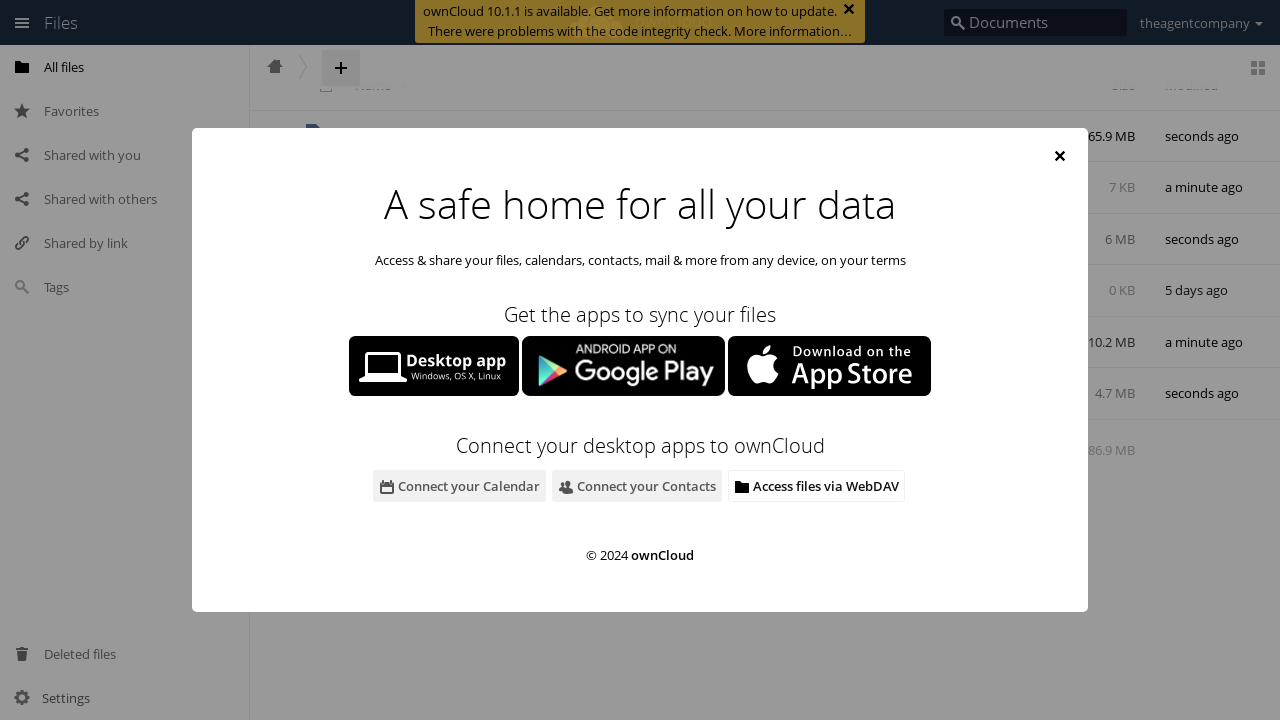 Files
ownCloud 10.1.1 is available. Get more information on how to update.
There were problems with the code integrity check. More information…
Documents
theagentcompany
All files
Favorites
Shared with you
Shared with others
Shared by link
Tags
Deleted files
Settings
Name
Size
Modified
65.9 MB seconds ago
7 KB a minute ago
6 MB seconds ago
0 KB 5 days ago
10.2 MB a minute ago
4.7 MB seconds ago
86.9 MB
A safe home for all your data
Access & share your files, calendars, contacts, mail & more from any device, on your terms
Get the apps to sync your files
Desktop app
Windows, OS X, Linux
ANDROID APP ON
Google Play
Download on the
App Store
Connect your desktop apps to ownCloud
Connect your Calendar
Connect your Contacts
Access files via WebDAV
© 2024 ownCloud